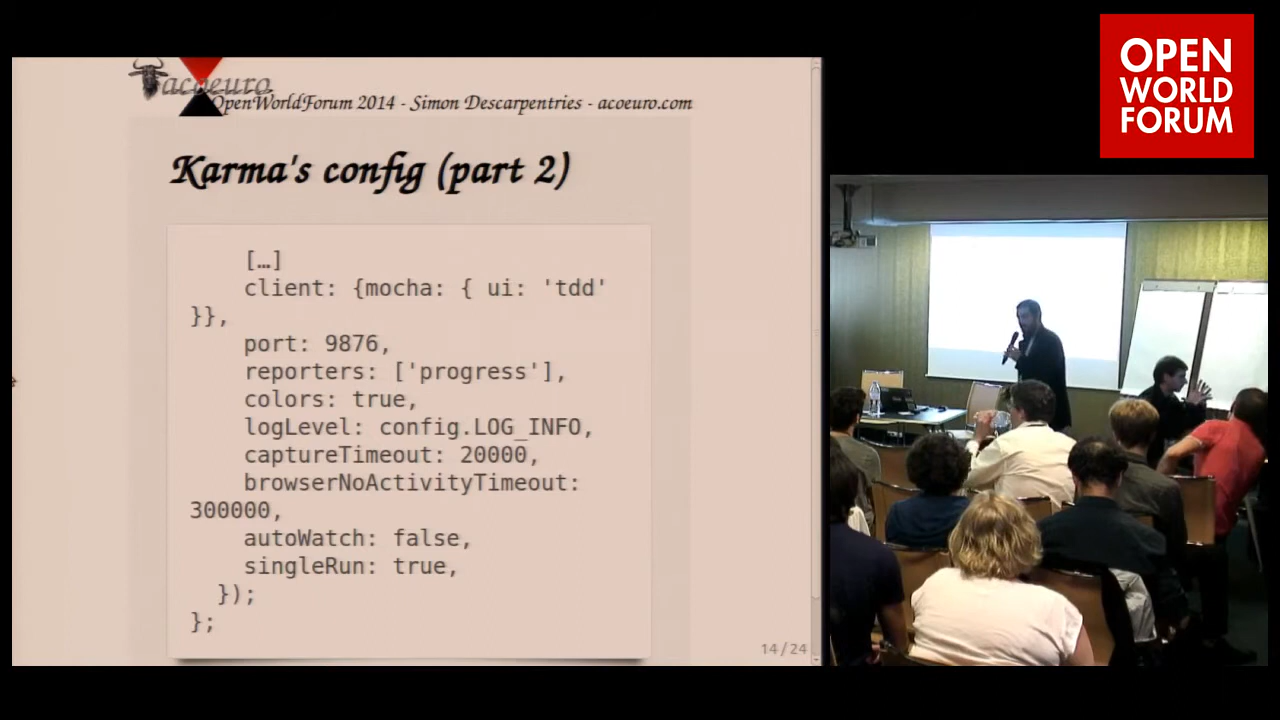 acoeuro
OpenWorldForum 2014 - Simon Descarpentries - acoeuro.com
Karma's config (part 2)
[…]
client: {mocha: { ui: 'tdd'
}},
port: 9876,
reporters: ['progress'],
colors: true,
logLevel: config.LOG_INFO,
captureTimeout: 20000,
browserNoActivityTimeout:
300000,
autoWatch: false,
singleRun: true,
});
};
14/24
OPEN
WORLD
FORUM